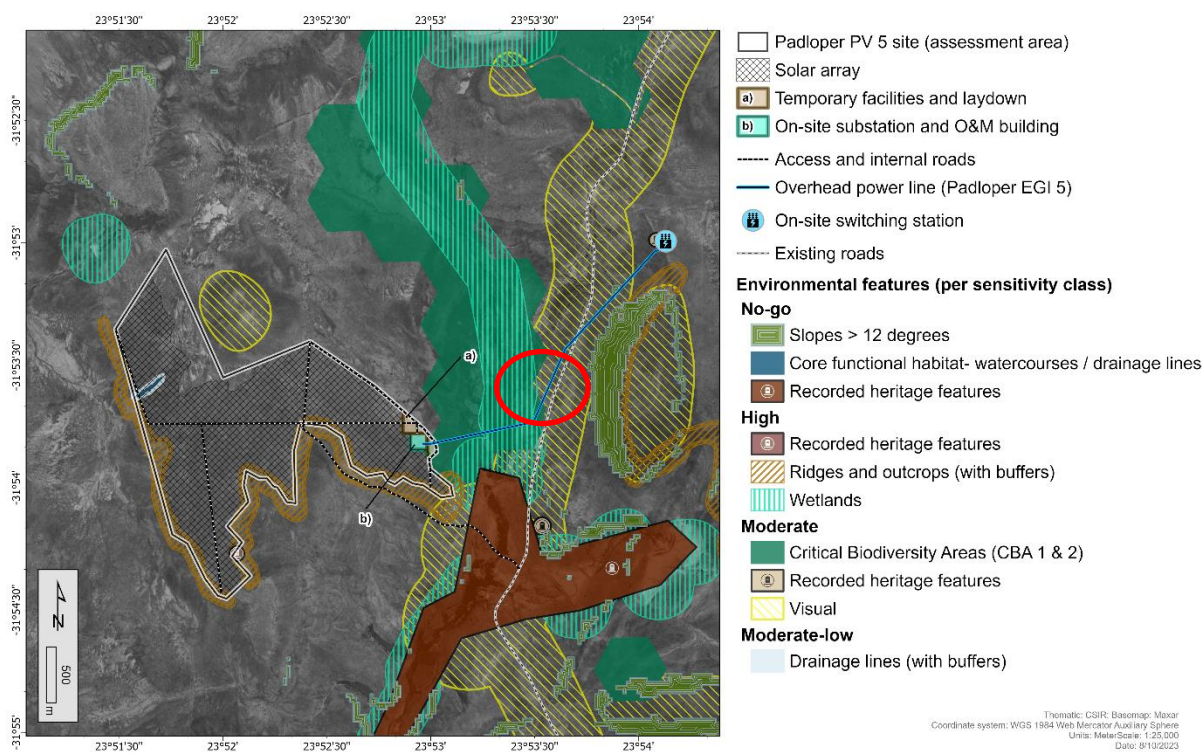 23°51'30" 23°52' 23°52'30" 23°53' 23°53'30" 23°54'
-31°52'30"
-31°53'
-31°53'30"
-31°54'
-31°54'30"
-31°55'
a)
b)
N
500
m
23°51'30" 23°52' 23°52'30" 23°53' 23°53'30" 23°54'
Padloper PV 5 site (assessment area)
Solar array
a) Temporary facilities and laydown
b) On-site substation and O&M building
Access and internal roads
Overhead power line (Padloper EGI 5)
On-site switching station
Existing roads
Environmental features (per sensitivity class)
No-go
Slopes > 12 degrees
Core functional habitat- watercourses / drainage lines
Recorded heritage features
High
Recorded heritage features
Ridges and outcrops (with buffers)
Wetlands
Moderate
Critical Biodiversity Areas (CBA 1 & 2)
Recorded heritage features
Visual
Moderate-low
Drainage lines (with buffers)
Thematic: CSIR: Basemap: Maxar
Coordinate system: WGS 1984 Web Mercator Auxiliary Sphere
Units: MeterScale: 1:25,000
Date: 8/10/2023